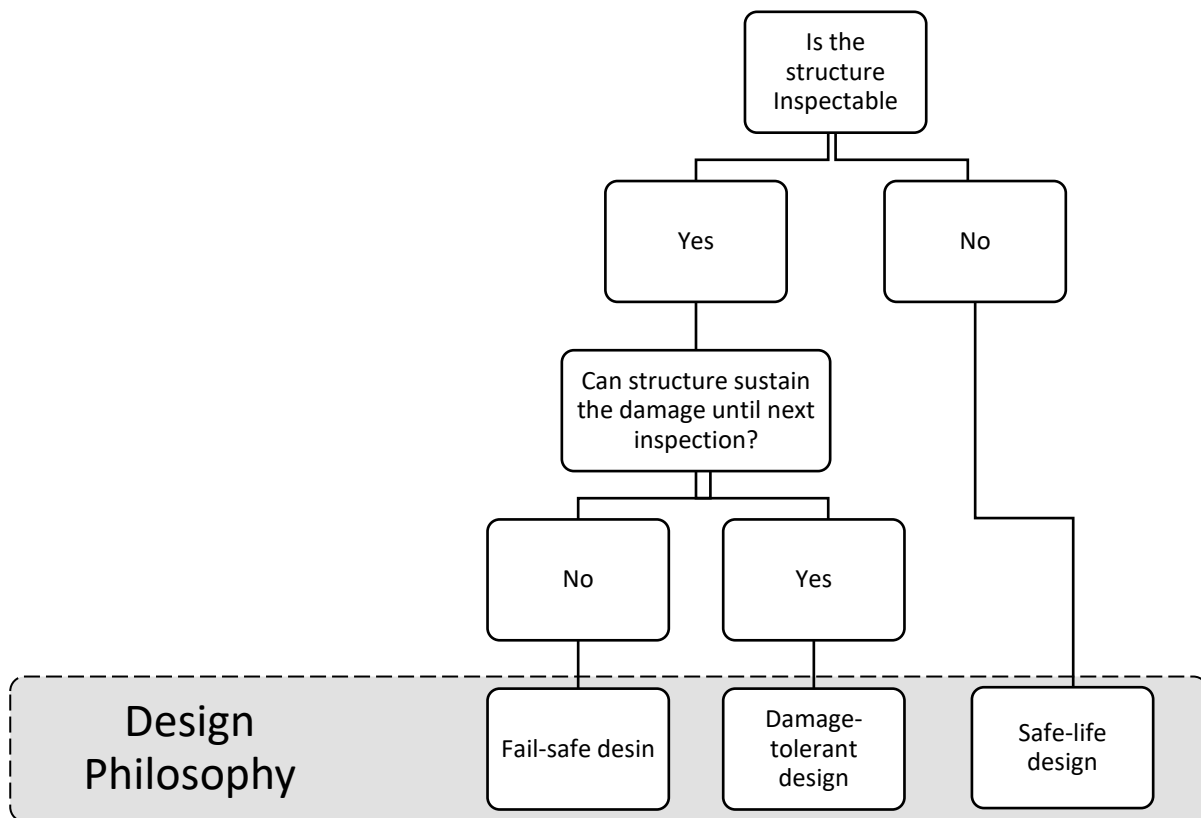 Is the
structure
Inspectable
Yes
No
Can structure sustain
the damage until next
inspection?
No
Yes
Design
Philosophy
Fail-safe desin
Damage-
tolerant
design
Safe-life
design